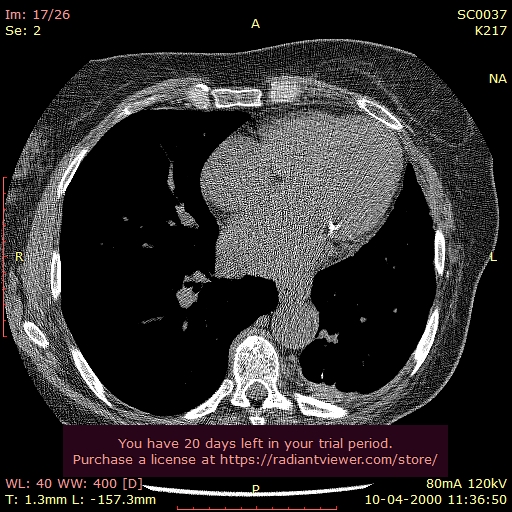 Im: 17/26
Se: 2
A
SC0037
K217
NA
R
L
You have 20 days left in your trial period.
Purchase a license at https://radiantviewer.com/store/
WL: 40 WW: 400 [D]
T: 1.3mm L: -157.3mm
P
80mA 120kV
10-04-2000 11:36:50